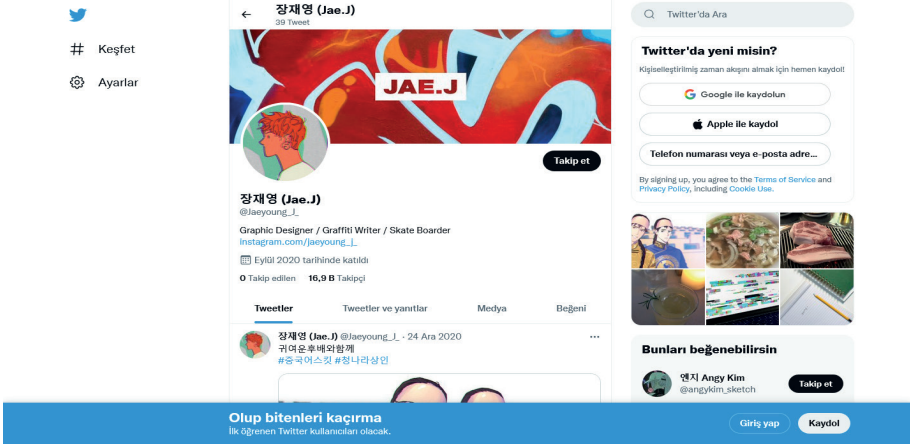 Keşfet
Ayarlar
장재영 (Jae.J)
39 Tweet
JAE.J
Takip et
장재영 (Jae.J)
@Jaeyoung_J_
Graphic Designer / Graffiti Writer / Skate Boarder
instagram.com/jaeyoung_j_
Eylül 2020 tarihinde katıldı
0 Takip edilen 16,9 B Takipçi
Tweetler Tweetler ve yanıtlar Medya Beğeni
장재영 (Jae.J) @Jaeyoung_J_ · 24 Ara 2020
귀여운후배와함께
#중국어스킷 #청나라상인
Twitter'da Ara
Twitter'da yeni misin?
Kişiselleştirilmiş zaman akışını almak için hemen kaydol!
Google ile kaydolun
Apple ile kaydol
Telefon numarası veya e-posta adre...
By signing up, you agree to the Terms of Service and
Privacy Policy, including Cookie Use.
Bunları beğenebilirsin
엔지 Angy Kim
@angykim_sketch
Takip et
Olup bitenleri kaçırma
İlk öğrenen Twitter kullanıcıları olacak.
Giriş yap
Kaydol